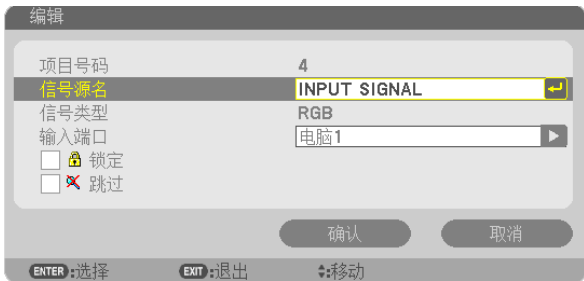 编辑
项目号码 4
信号源名 INPUT SIGNAL
信号类型 RGB
输入端口 电脑1
锁定
跳过
确认 取消
ENTER:选择 EXIT:退出 :移动